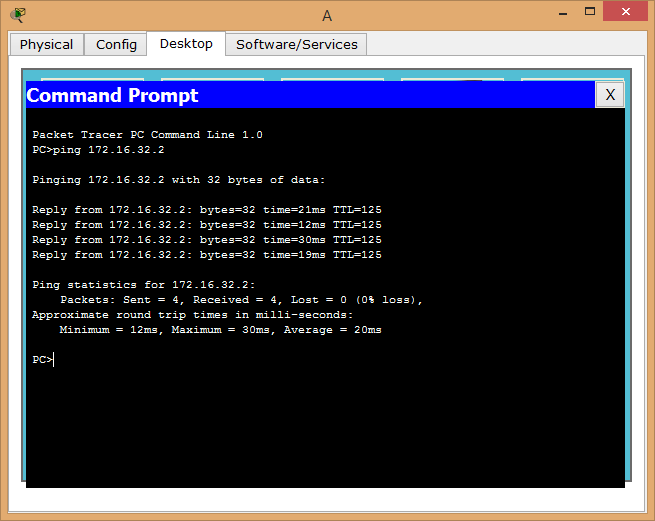 A
Physical Config Desktop Software/Services
Command Prompt X
Packet Tracer PC Command Line 1.0
PC>ping 172.16.32.2
Pinging 172.16.32.2 with 32 bytes of data:
Reply from 172.16.32.2: bytes=32 time=21ms TTL=125
Reply from 172.16.32.2: bytes=32 time=12ms TTL=125
Reply from 172.16.32.2: bytes=32 time=30ms TTL=125
Reply from 172.16.32.2: bytes=32 time=19ms TTL=125
Ping statistics for 172.16.32.2:
Packets: Sent = 4, Received = 4, Lost = 0 (0% loss),
Approximate round trip times in milli-seconds:
Minimum = 12ms, Maximum = 30ms, Average = 20ms
PC>